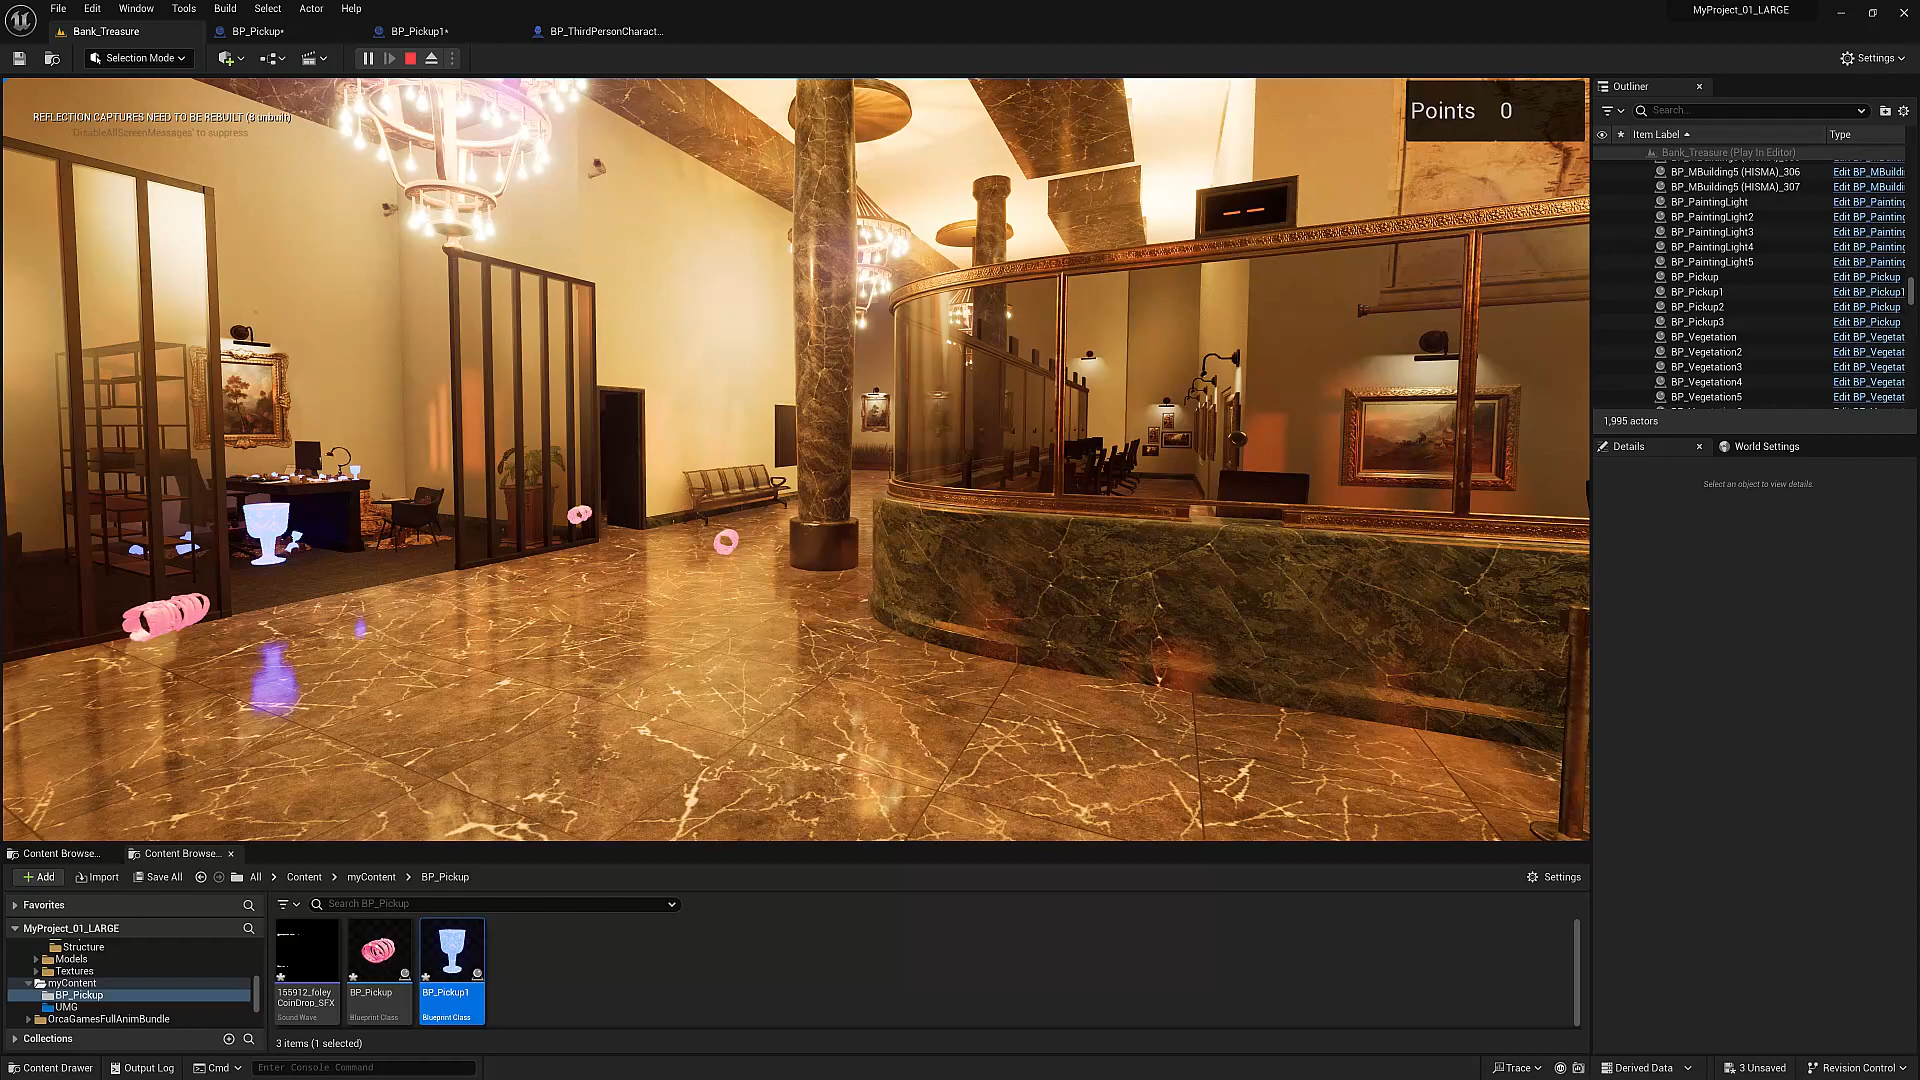 File Edit Window Tools Build Select Actor Help
MyProject_01_LARGE
Bank_Treasure
BP_Pickup*
BP_Pickup1*
BP_ThirdPersonCharact...
Selection Mode
Settings
REFLECTION CAPTURES NEED TO BE REBUILT (8 unbuilt)
'DisableAllScreenMessages' to suppress
Points 0
Outliner
Search...
Item Label
Type
Bank_Treasure (Play In Editor)
BP_MBuilding5 (HISMA)_306 Edit BP_MBuildi
BP_MBuilding5 (HISMA)_307 Edit BP_MBuildi
BP_PaintingLight Edit BP_Painting
BP_PaintingLight2 Edit BP_Painting
BP_PaintingLight3 Edit BP_Painting
BP_PaintingLight4 Edit BP_Painting
BP_PaintingLight5 Edit BP_Painting
BP_Pickup Edit BP_Pickup
BP_Pickup1 Edit BP_Pickup1
BP_Pickup2 Edit BP_Pickup
BP_Pickup3 Edit BP_Pickup
BP_Vegetation Edit BP_Vegetat
BP_Vegetation2 Edit BP_Vegetat
BP_Vegetation3 Edit BP_Vegetat
BP_Vegetation4 Edit BP_Vegetat
BP_Vegetation5 Edit BP_Vegetat
1,995 actors
Details
World Settings
Select an object to view details.
Content Browse...
Content Browse...
Add Import Save All All Content myContent BP_Pickup
Settings
Favorites
Search BP_Pickup
MyProject_01_LARGE
Structure
Models
Textures
myContent
BP_Pickup
UMG
OrcaGamesFullAnimBundle
Collections
155912_foley
CoinDrop_SFX
Sound Wave
BP_Pickup
Blueprint Class
BP_Pickup1
Blueprint Class
3 items (1 selected)
Content Drawer
Output Log
Cmd
Enter Console Command
Trace
Derived Data
3 Unsaved
Revision Control